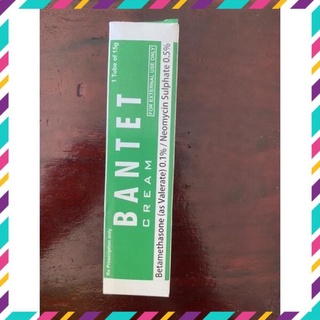 1 Tube of 15g
FOR EXTERNAL USE ONLY
BANTET
CREAM
Rx Prescription only
Betamethasone (as Valerate) 0.1% / Neomycin Sulphate 0.5%